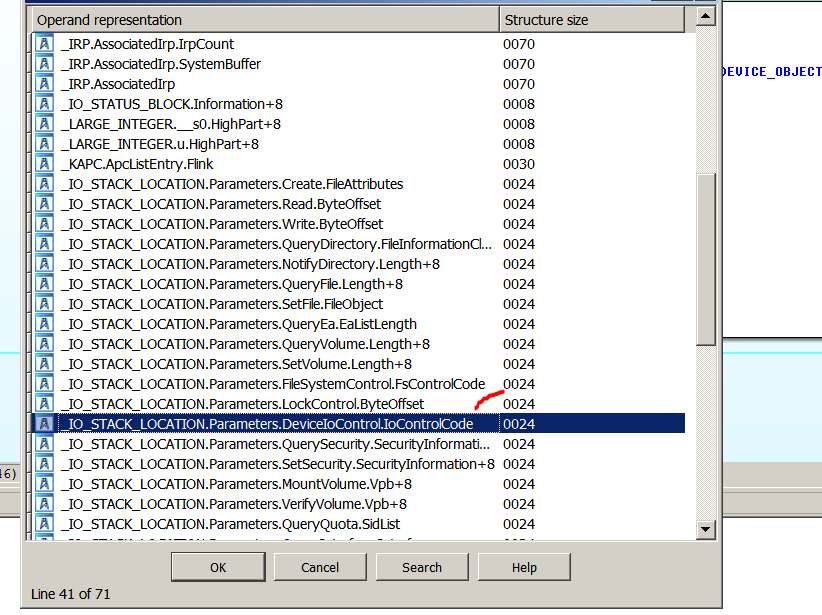 Operand representation Structure size
_IRP.AssociatedIrp.IrpCount 0070
_IRP.AssociatedIrp.SystemBuffer 0070
_IRP.AssociatedIrp 0070
_IO_STATUS_BLOCK.Information+8 0008
_LARGE_INTEGER.__s0.HighPart+8 0008
_LARGE_INTEGER.u.HighPart+8 0008
_KAPC.ApcListEntry.Flink 0030
_IO_STACK_LOCATION.Parameters.Create.FileAttributes 0024
_IO_STACK_LOCATION.Parameters.Read.ByteOffset 0024
_IO_STACK_LOCATION.Parameters.Write.ByteOffset 0024
_IO_STACK_LOCATION.Parameters.QueryDirectory.FileInformationCl... 0024
_IO_STACK_LOCATION.Parameters.NotifyDirectory.Length+8 0024
_IO_STACK_LOCATION.Parameters.QueryFile.Length+8 0024
_IO_STACK_LOCATION.Parameters.SetFile.FileObject 0024
_IO_STACK_LOCATION.Parameters.QueryEa.EaListLength 0024
_IO_STACK_LOCATION.Parameters.QueryVolume.Length+8 0024
_IO_STACK_LOCATION.Parameters.SetVolume.Length+8 0024
_IO_STACK_LOCATION.Parameters.FileSystemControl.FsControlCode 0024
_IO_STACK_LOCATION.Parameters.LockControl.ByteOffset 0024
_IO_STACK_LOCATION.Parameters.DeviceIoControl.IoControlCode 0024
_IO_STACK_LOCATION.Parameters.QuerySecurity.SecurityInformati... 0024
_IO_STACK_LOCATION.Parameters.SetSecurity.SecurityInformation+8 0024
_IO_STACK_LOCATION.Parameters.MountVolume.Vpb+8 0024
_IO_STACK_LOCATION.Parameters.VerifyVolume.Vpb+8 0024
_IO_STACK_LOCATION.Parameters.QueryQuota.SidList 0024
OK Cancel Search Help
Line 41 of 71
DEVICE_OBJECT
46)